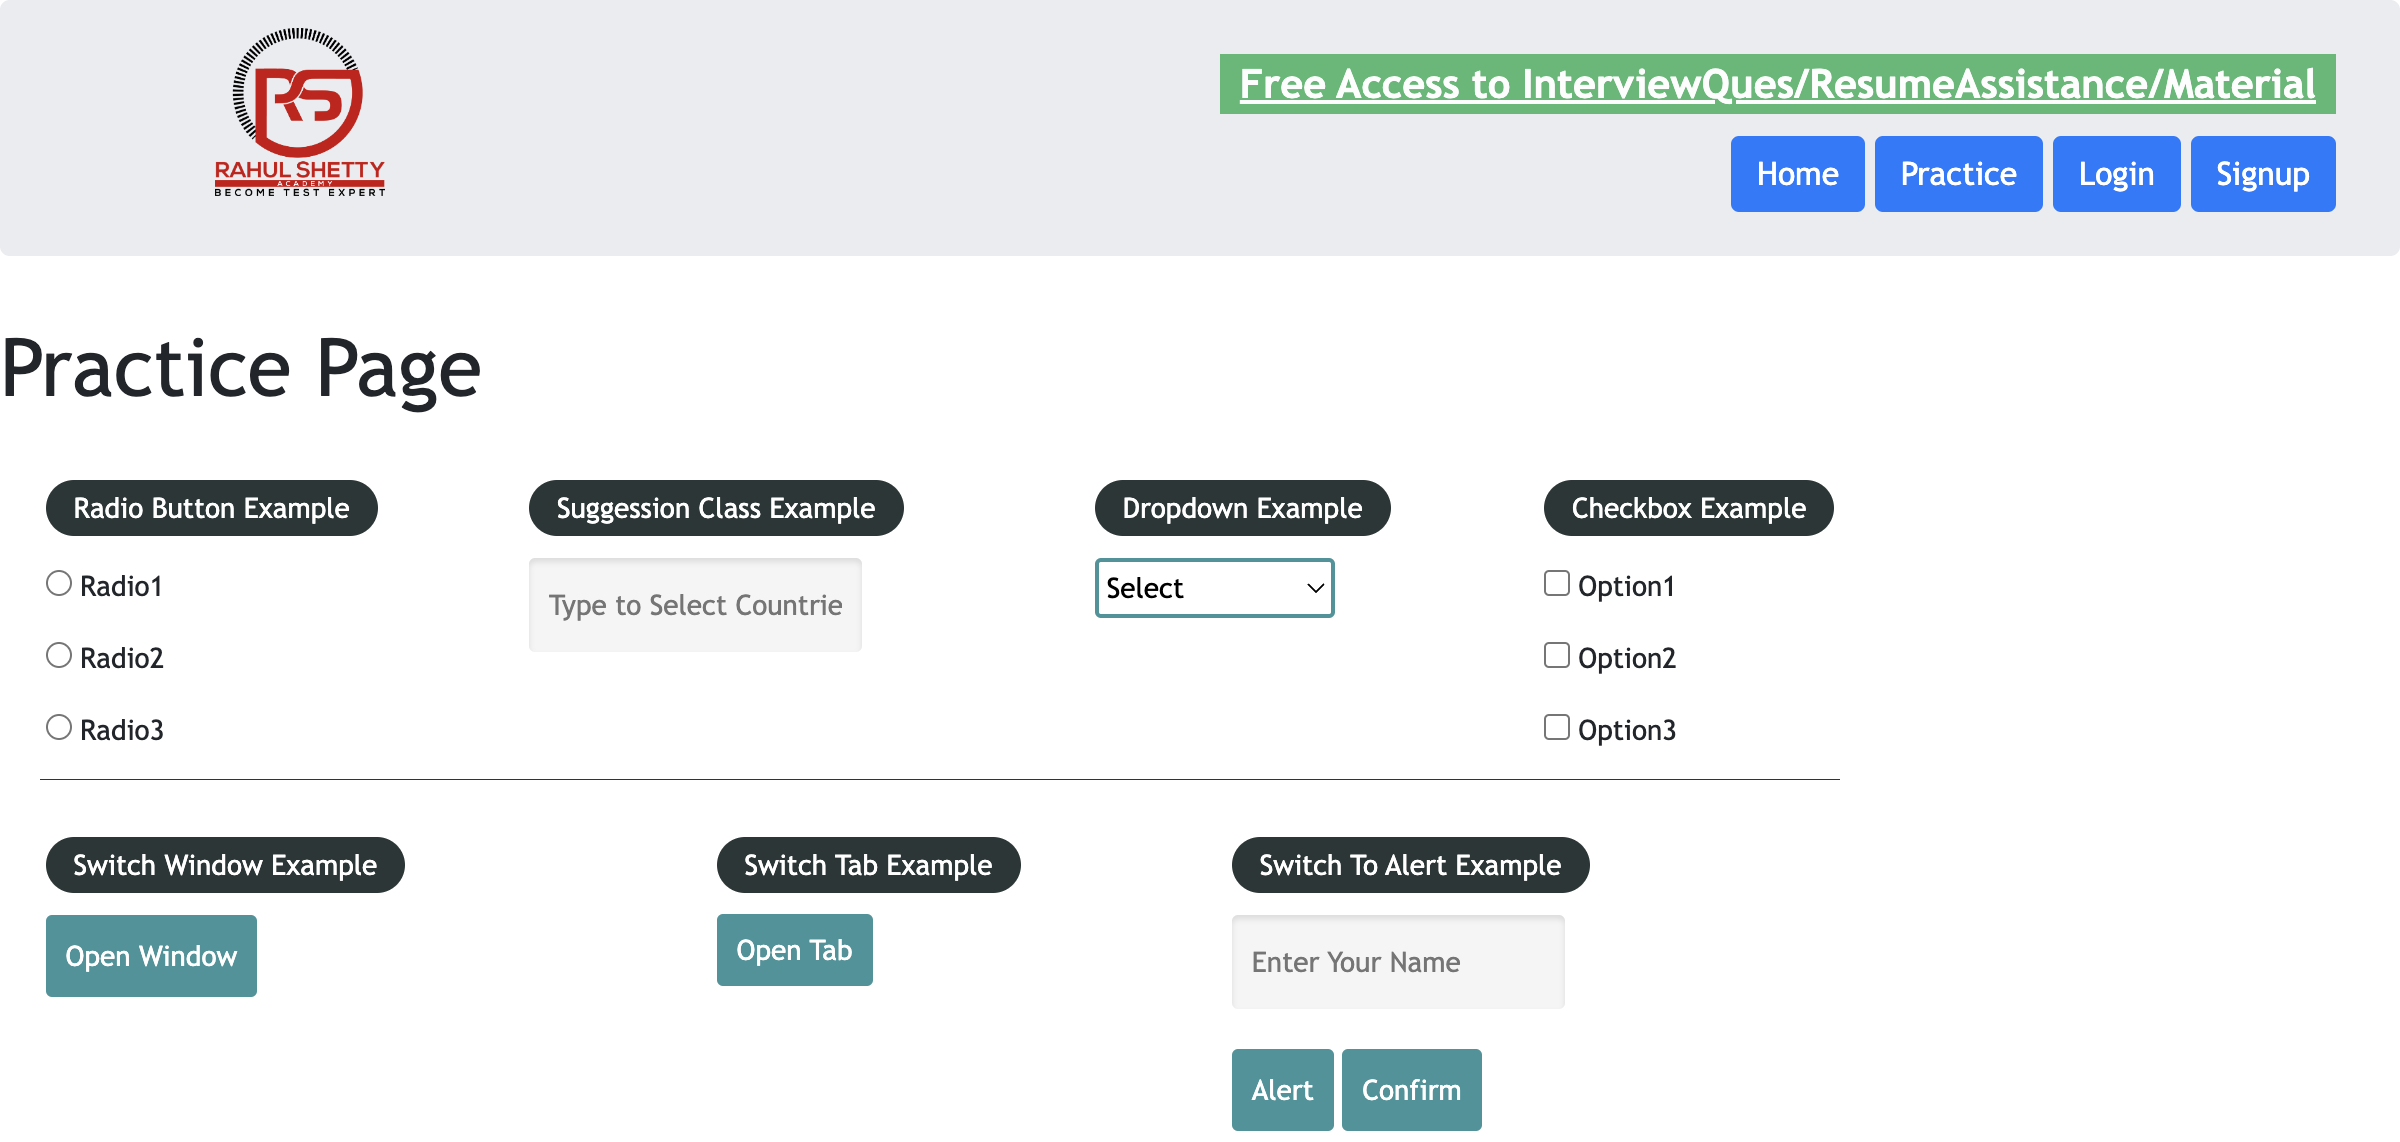 RAHUL SHETTY
ACADEMY
BECOME TEST EXPERT
Free Access to InterviewQues/ResumeAssistance/Material
Home Practice Login Signup
Practice Page
Radio Button Example Suggession Class Example Dropdown Example Checkbox Example
Radio1 Type to Select Countrie Select Option1
Radio2 Option2
Radio3 Option3
Switch Window Example Switch Tab Example Switch To Alert Example
Open Window Open Tab Enter Your Name
Alert Confirm